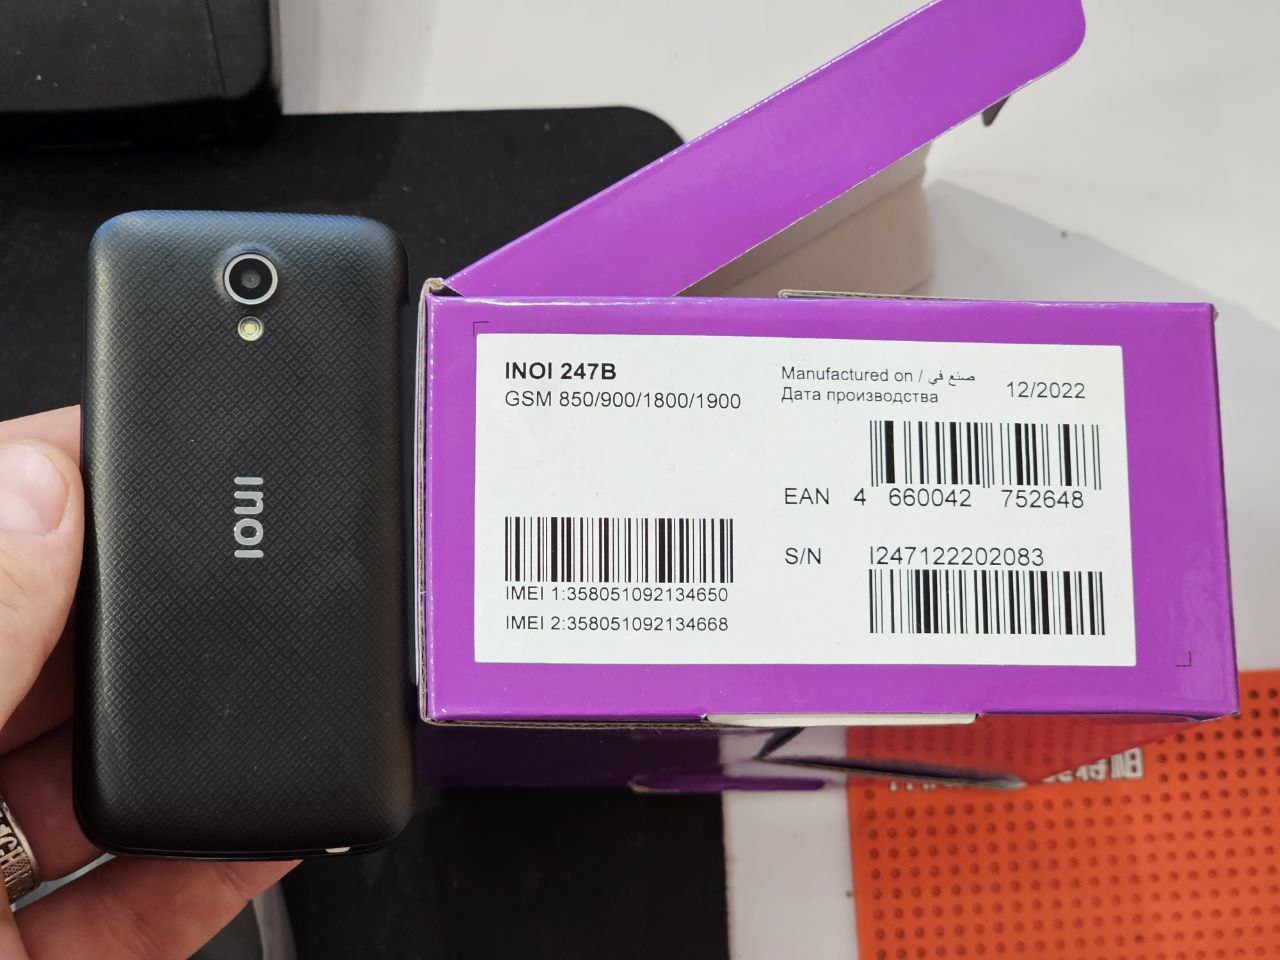 INOI
INOI 247B
GSM 850/900/1800/1900
Manufactured on / صنع في
Дата производства
12/2022
EAN 4 660042 752648
S/N I247122202083
IMEI 1:358051092134650
IMEI 2:358051092134668